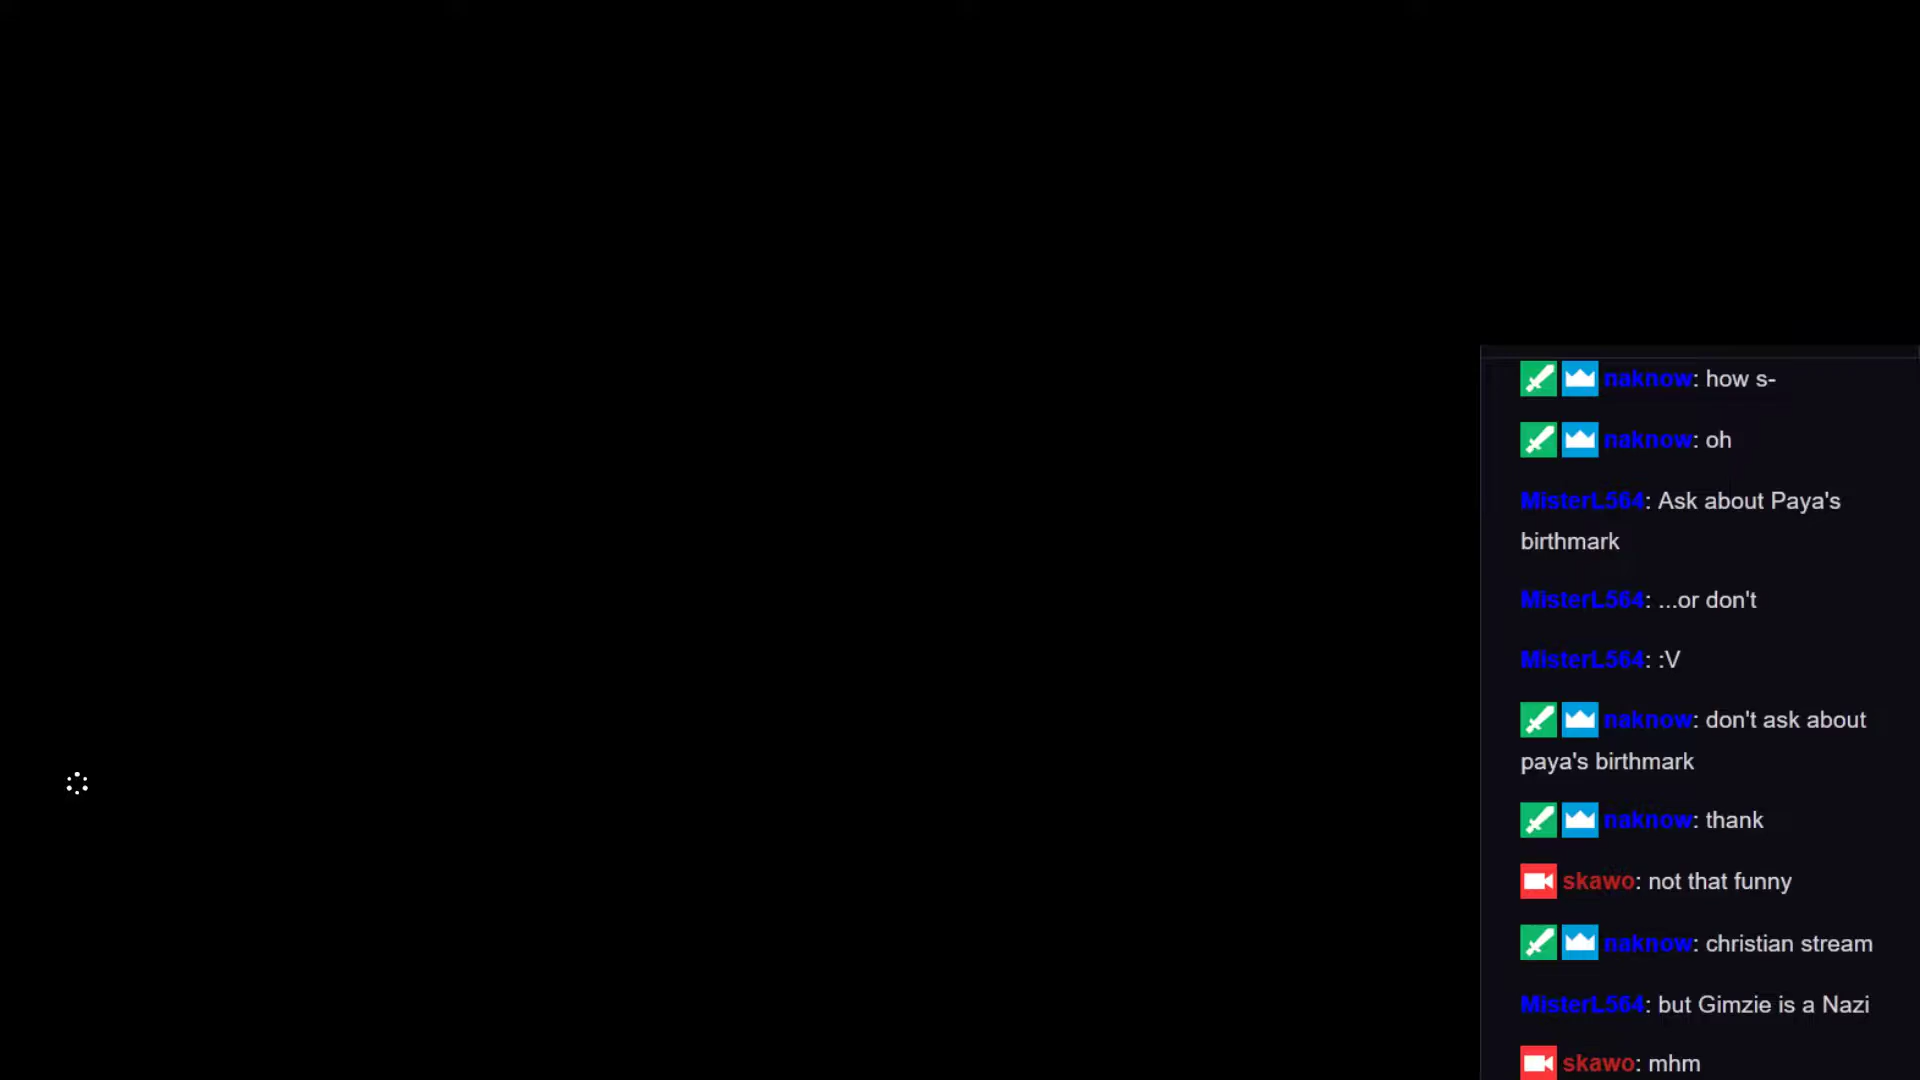 naknow: how s-
naknow: oh
MisterL564: Ask about Paya's
birthmark
MisterL564: ...or don't
MisterL564: :V
naknow: don't ask about
paya's birthmark
naknow: thank
skawo: not that funny
naknow: christian stream
MisterL564: but Gimzie is a Nazi
skawo: mhm